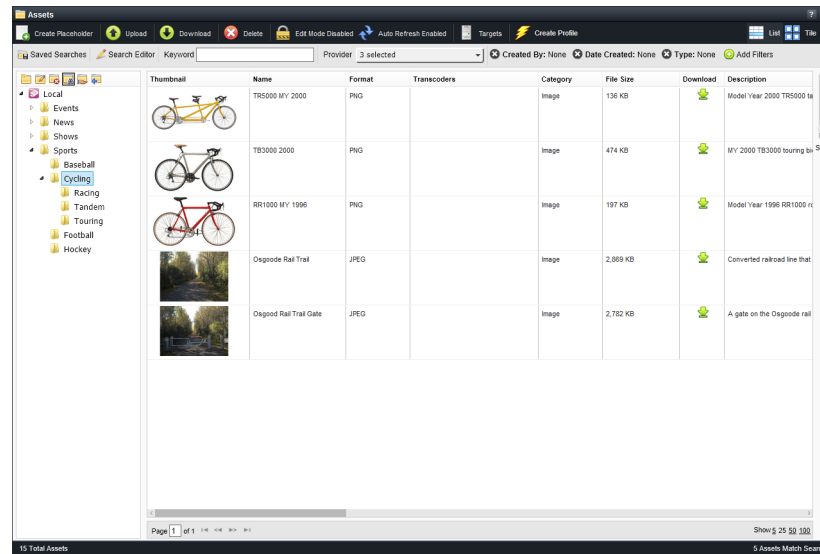 Assets ?
Create Placeholder Upload Download Delete Edit Mode Disabled Auto Refresh Enabled Targets Create Profile List Tile
Saved Searches Search Editor Keyword Provider 3 selected Created By: None Date Created: None Type: None Add Filters
Thumbnail Name Format Transcoders Category File Size Download Description
Local
Events
News
Shows
Sports
Baseball
Cycling
Racing
Tandem
Touring
Football
Hockey
TR5000 MY 2000 PNG Image 136 KB Model Year 2000 TR5000 ta
TB3000 2000 PNG Image 474 KB MY 2000 TB3000 touring bi
S
RR1000 MY 1996 PNG Image 197 KB Model Year 1996 RR1000 ro
Osgoode Rail Trail JPEG Image 2,869 KB Converted railroad line that
Osgood Rail Trail Gate JPEG Image 2,782 KB A gate on the Osgoode rail
Page 1 of 1 Show 5 25 50 100
15 Total Assets 5 Assets Match Sear